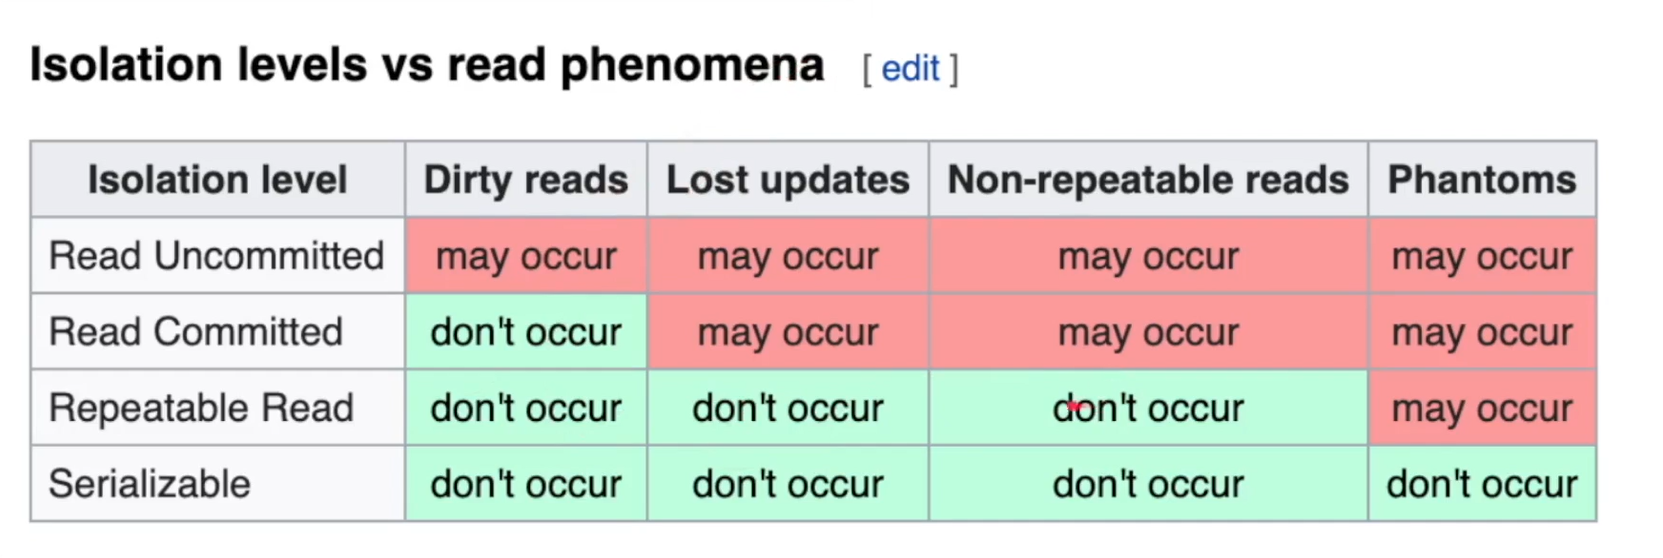 Isolation levels vs read phenomena [ edit ]
Isolation level Dirty reads Lost updates Non-repeatable reads Phantoms
Read Uncommitted may occur may occur may occur may occur
Read Committed don't occur may occur may occur may occur
Repeatable Read don't occur don't occur don't occur may occur
Serializable don't occur don't occur don't occur don't occur